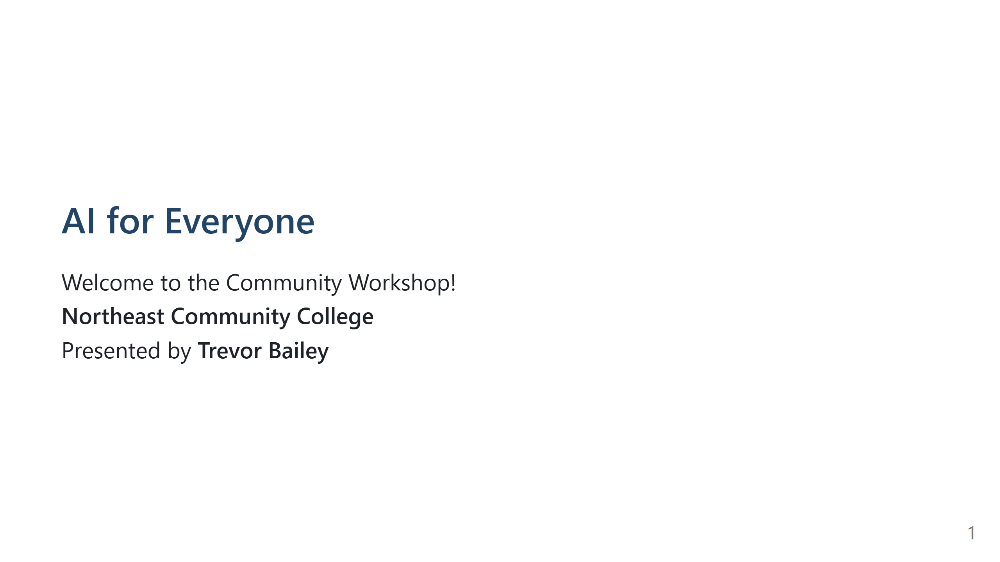 AI for Everyone
Welcome to the Community Workshop!
Northeast Community College
Presented by Trevor Bailey
1